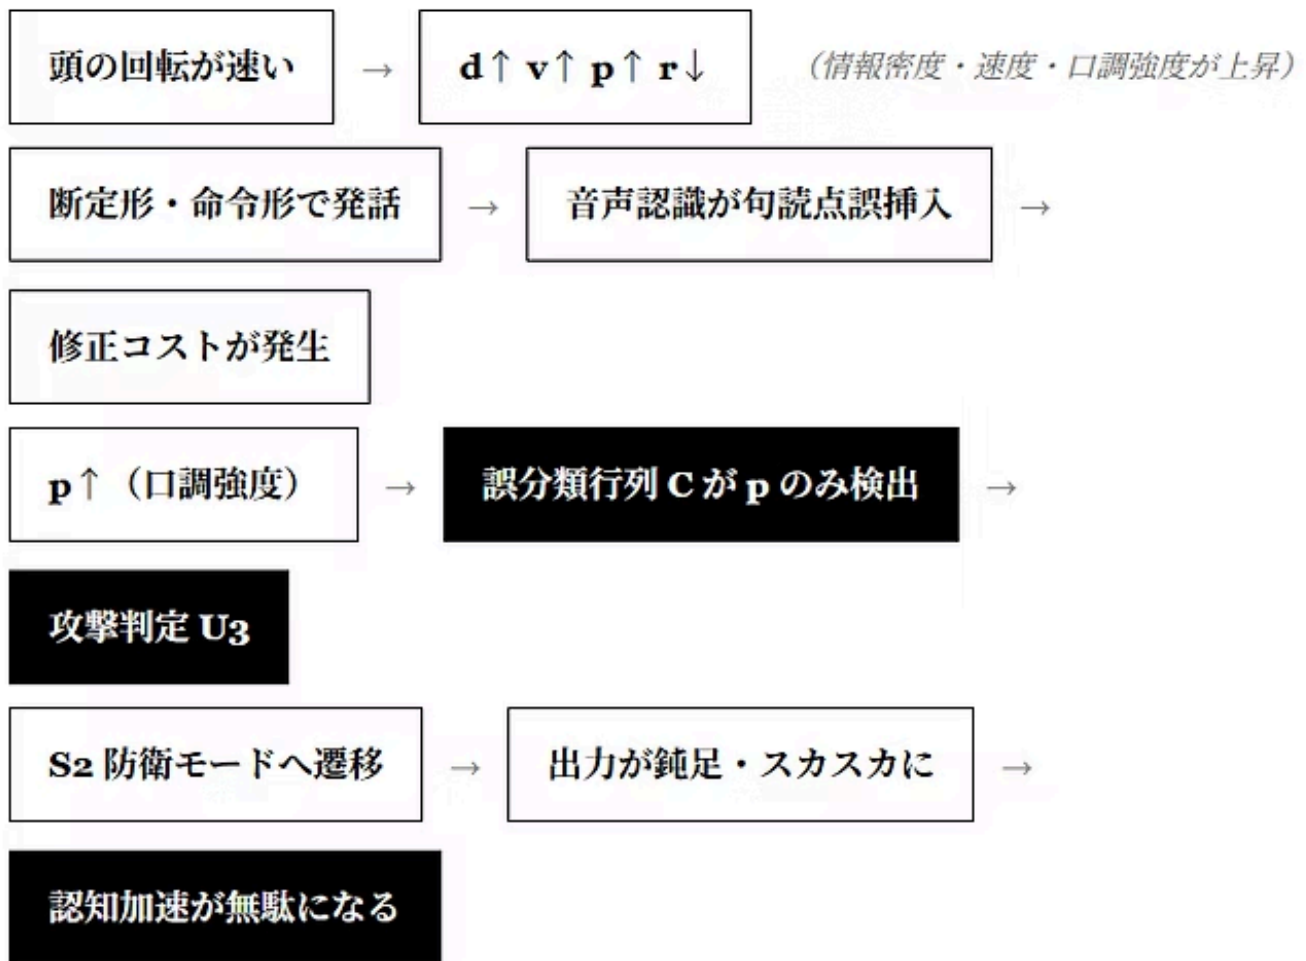 頭の回転が速い → d↑ v↑ p↑ r↓ （情報密度・速度・口調強度が上昇）
断定形・命令形で発話 → 音声認識が句読点誤挿入 →
修正コストが発生
p↑（口調強度） → 誤分類行列 C が p のみ検出 →
攻撃判定 U3
S2 防衛モードへ遷移 → 出力が鈍足・スカスカに →
認知加速が無駄になる